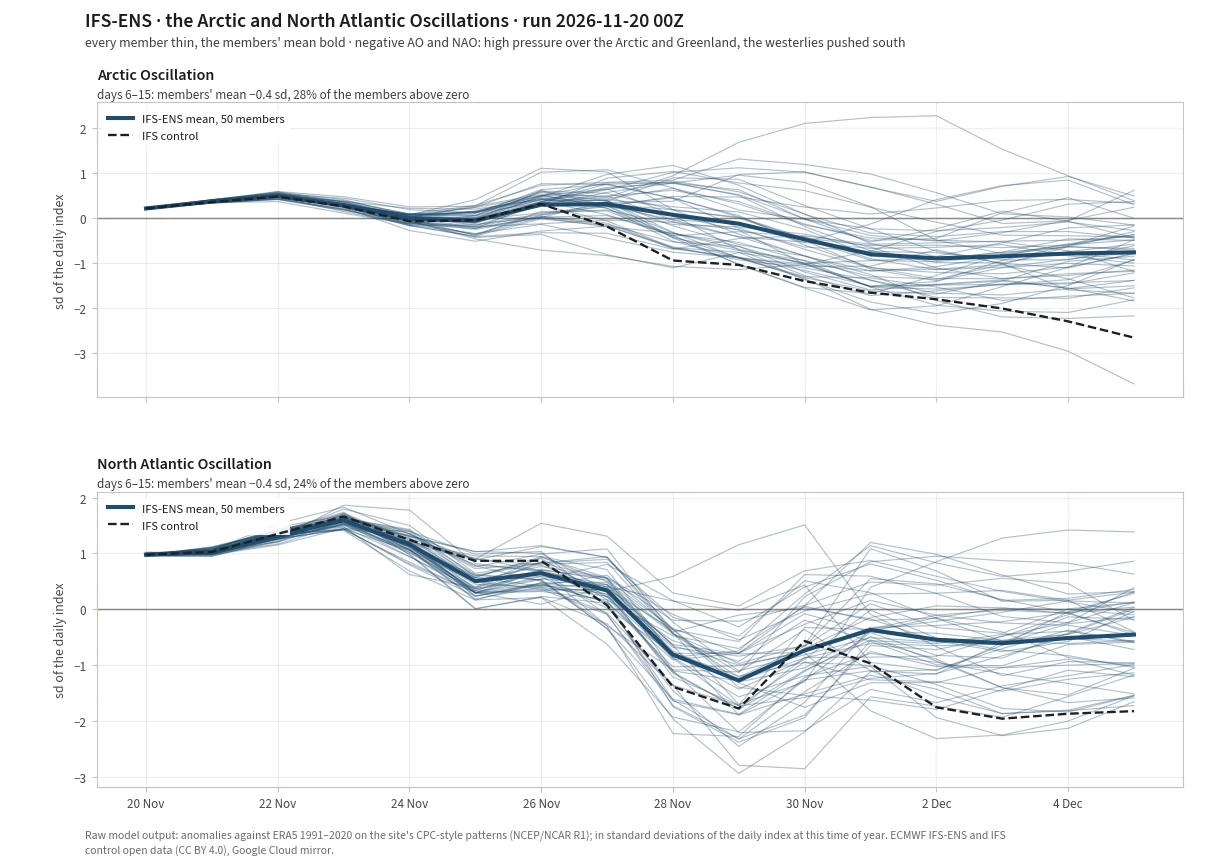 IFS-ENS · the Arctic and North Atlantic Oscillations · run 2026-11-20 00Z
every member thin, the members' mean bold · negative AO and NAO: high pressure over the Arctic and Greenland, the westerlies pushed south
Arctic Oscillation
days 6–15: members' mean −0.4 sd, 28% of the members above zero
IFS-ENS mean, 50 members
IFS control
sd of the daily index
2
1
0
−1
−2
−3
North Atlantic Oscillation
days 6–15: members' mean −0.4 sd, 24% of the members above zero
IFS-ENS mean, 50 members
IFS control
sd of the daily index
2
1
0
−1
−2
−3
20 Nov 22 Nov 24 Nov 26 Nov 28 Nov 30 Nov 2 Dec 4 Dec
Raw model output: anomalies against ERA5 1991–2020 on the site's CPC-style patterns (NCEP/NCAR R1); in standard deviations of the daily index at this time of year. ECMWF IFS-ENS and IFS
control open data (CC BY 4.0), Google Cloud mirror.